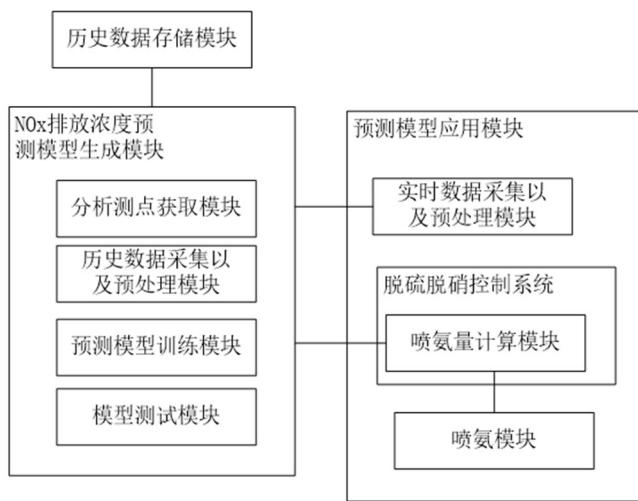 历史数据存储模块
NOx排放浓度预
测模型生成模块
分析测点获取模块
历史数据采集以
及预处理模块
预测模型训练模块
模型测试模块
预测模型应用模块
实时数据采集以
及预处理模块
脱硫脱硝控制系统
喷氨量计算模块
喷氨模块